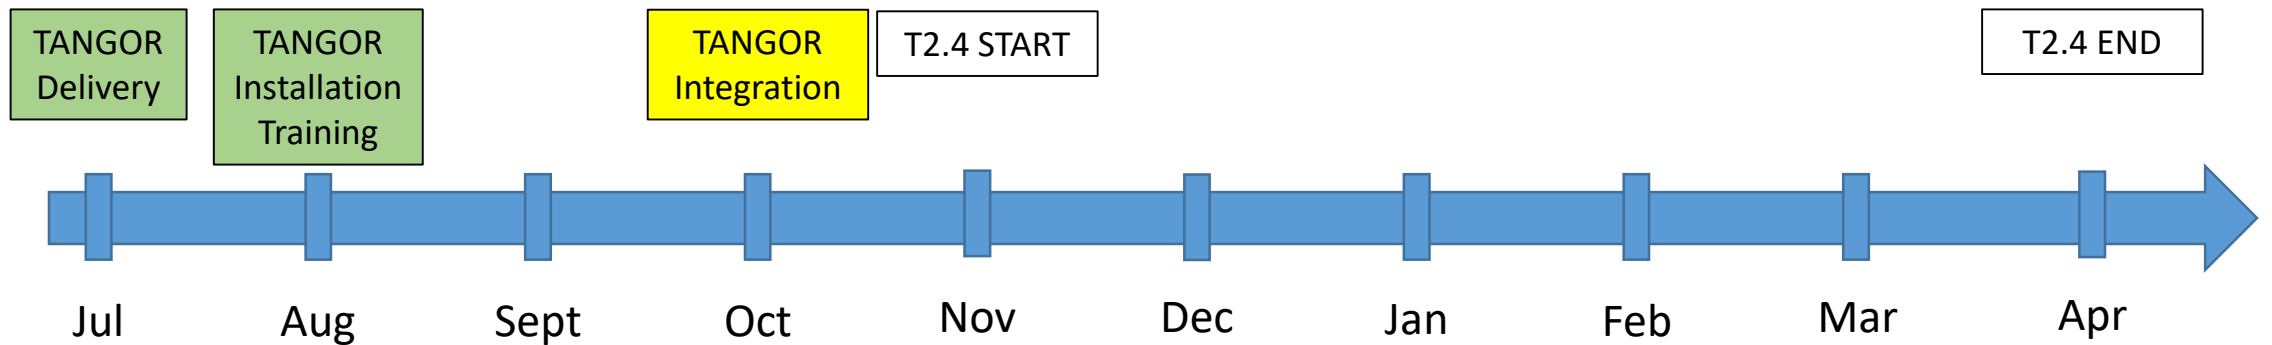 TANGOR
Delivery
TANGOR
Installation
Training
TANGOR
Integration
T2.4 START
T2.4 END
Jul
Aug
Sept
Oct
Nov
Dec
Jan
Feb
Mar
Apr